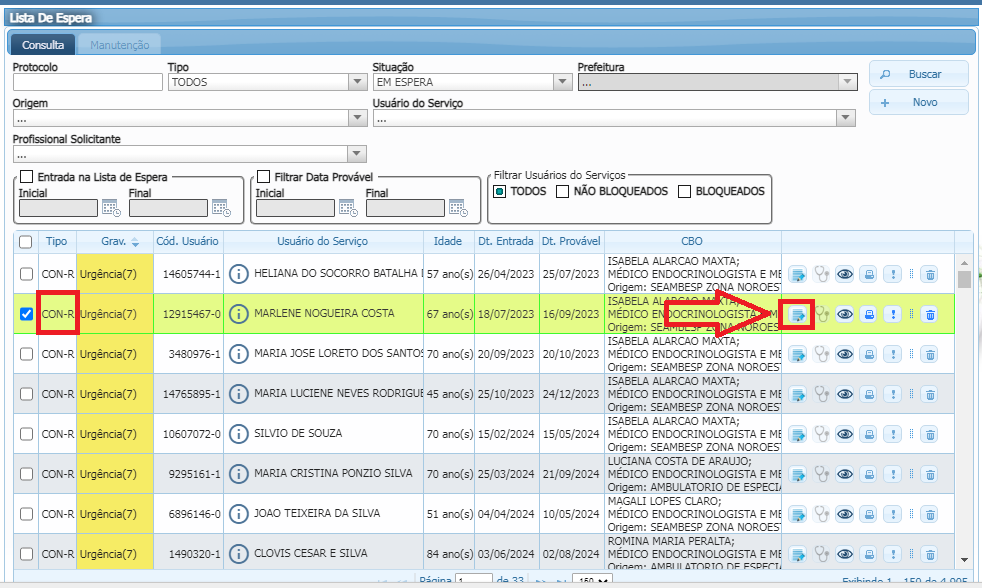 Lista De Espera
Consulta Manutenção
Protocolo Tipo Situação Prefeitura
TODOS EM ESPERA ... Buscar
Origem Usuário do Serviço Novo
... ...
Profissional Solicitante
...
Entrada na Lista de Espera Filtrar Data Provável Filtrar Usuários do Serviços
Inicial Final Inicial Final TODOS NÃO BLOQUEADOS BLOQUEADOS
Tipo Grav. Cód. Usuário Usuário do Serviço Idade Dt. Entrada Dt. Provável CBO
ISABELA ALARCAO MAXTA;
CON-R Urgência(7) 14605744-1 HELIANA DO SOCORRO BATALHA 57 ano(s) 26/04/2023 25/07/2023 MÉDICO ENDOCRINOLOGISTA E ME
Origem: SEAMBESP ZONA NOROEST
ISABELA ALARCAO MAXTA;
CON-R Urgência(7) 12915467-0 MARLENE NOGUEIRA COSTA 67 ano(s) 18/07/2023 16/09/2023 MÉDICO ENDOCRINOLOGISTA
Origem: SEAMBESP ZONA NOROEST
ISABELA ALARCAO MAXTA;
CON-R Urgência(7) 3480976-1 MARIA JOSE LORETO DOS SANTOS 70 ano(s) 20/09/2023 20/10/2023 MÉDICO ENDOCRINOLOGISTA E ME
Origem: SEAMBESP ZONA NOROEST
ISABELA ALARCAO MAXTA;
CON-R Urgência(7) 14765895-1 MARIA LUCIENE NEVES RODRIGUE 45 ano(s) 25/10/2023 24/12/2023 MÉDICO ENDOCRINOLOGISTA E ME
Origem: SEAMBESP ZONA NOROEST
ISABELA ALARCAO MAXTA;
CON-R Urgência(7) 10607072-0 SILVIO DE SOUZA 70 ano(s) 15/02/2024 15/05/2024 MÉDICO ENDOCRINOLOGISTA E ME
Origem: SEAMBESP ZONA NOROEST
LUCIANA COSTA DE ARAUJO;
CON-R Urgência(7) 9295161-1 MARIA CRISTINA PONZIO SILVA 70 ano(s) 25/03/2024 21/09/2024 MÉDICO ENDOCRINOLOGISTA E ME
Origem: AMBULATORIO DE ESPECIA
MAGALI LOPES CLARO;
CON-R Urgência(7) 6896146-0 JOAO TEIXEIRA DA SILVA 51 ano(s) 04/04/2024 10/05/2024 MÉDICO ENDOCRINOLOGISTA E ME
Origem: SEAMBESP ZONA NOROEST
ROMINA MARIA PERALTA;
CON-R Urgência(7) 1490320-1 CLOVIS CESAR E SILVA 84 ano(s) 03/06/2024 02/08/2024 MÉDICO ENDOCRINOLOGISTA E ME
Origem: SEAMBESP ZONA NOROEST
Página 1 de 33 150 Exibindo 1 - 150 de 4.905